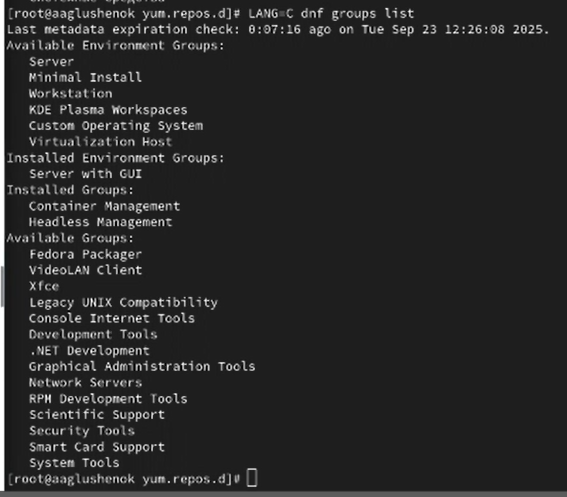 [root@aaglushenok yum.repos.d]# LANG=C dnf groups list
Last metadata expiration check: 0:07:16 ago on Tue Sep 23 12:26:08 2025.
Available Environment Groups:
Server
Minimal Install
Workstation
KDE Plasma Workspaces
Custom Operating System
Virtualization Host
Installed Environment Groups:
Server with GUI
Installed Groups:
Container Management
Headless Management
Available Groups:
Fedora Packager
VideoLAN Client
Xfce
Legacy UNIX Compatibility
Console Internet Tools
Development Tools
.NET Development
Graphical Administration Tools
Network Servers
RPM Development Tools
Scientific Support
Security Tools
Smart Card Support
System Tools
[root@aaglushenok yum.repos.d]#